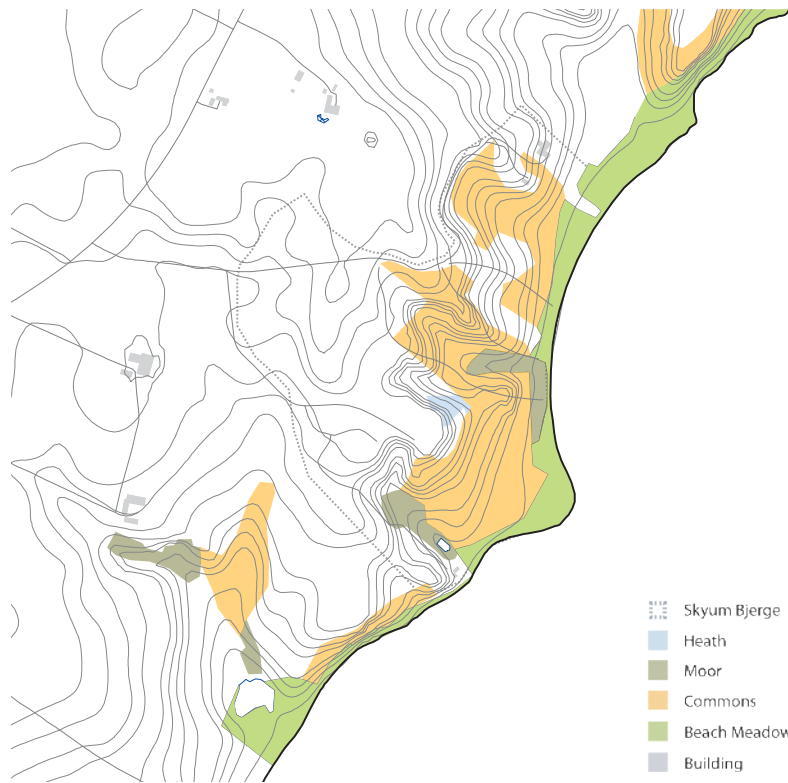 Skyum Bjerge
Heath
Moor
Commons
Beach Meadow
Building